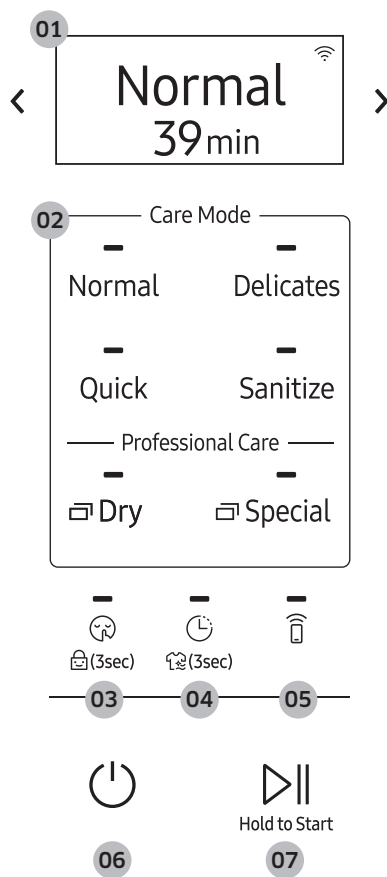 01
Normal
39min
02
Care Mode
Normal Delicates
Quick Sanitize
Professional Care
Dry Special
(3sec) (3sec)
03 04 05
Hold to Start
06 07